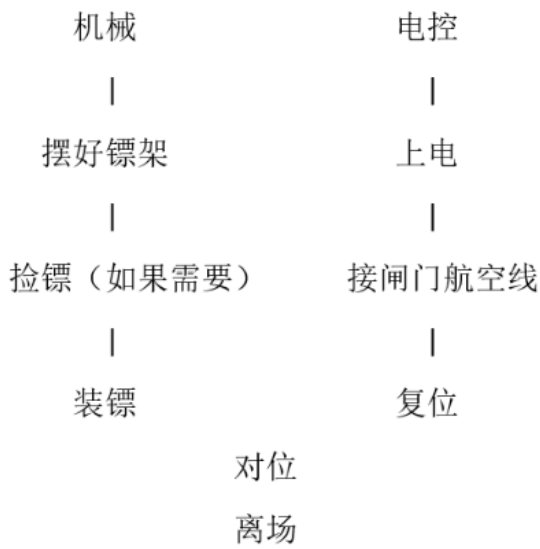 机械 电控
| |
摆好镖架 上电
| |
捡镖（如果需要） 接闸门航空线
| |
装镖 复位
对位
离场